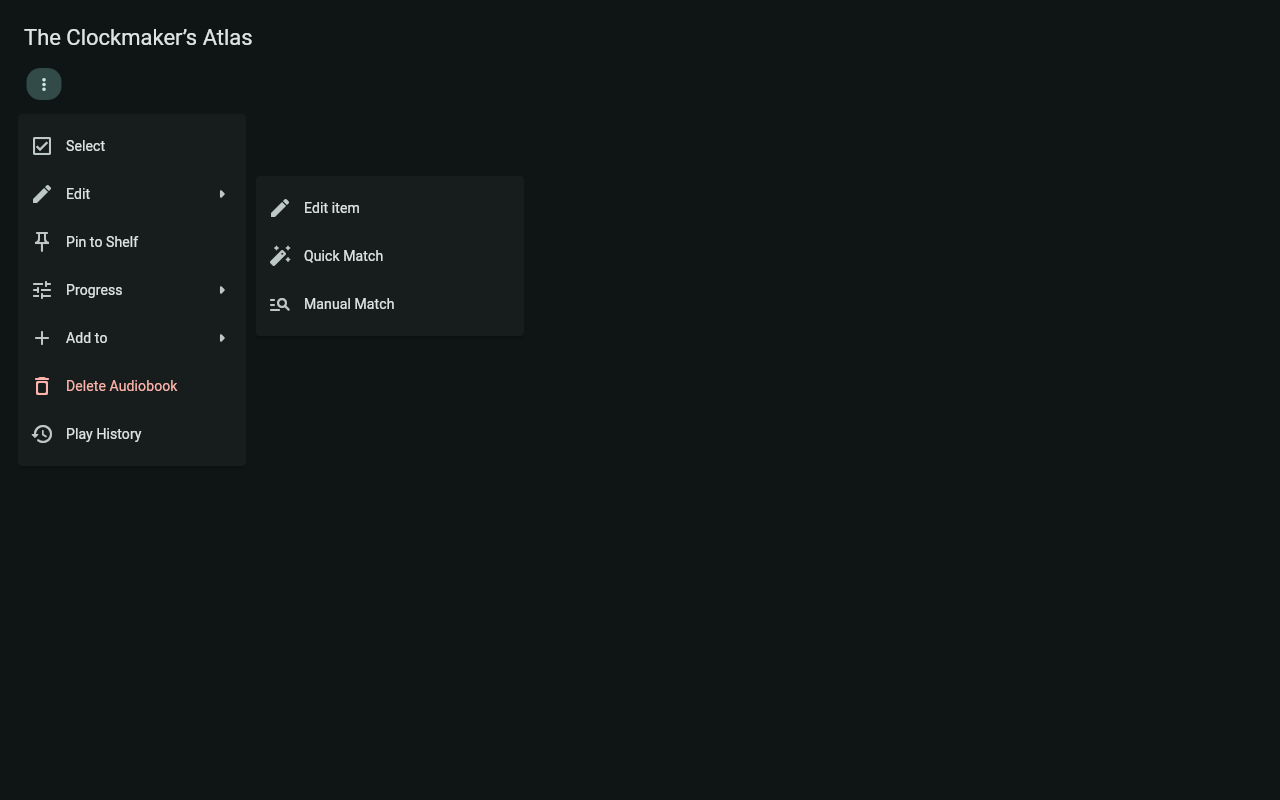 The Clockmaker’s Atlas
Select
Edit
Pin to Shelf
Progress
Add to
Delete Audiobook
Play History
Edit item
Quick Match
Manual Match